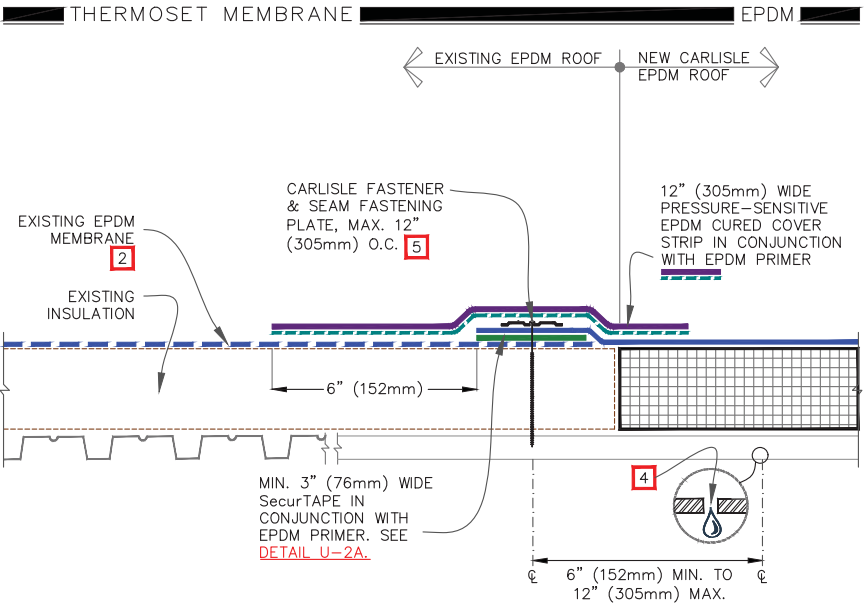 THERMOSET MEMBRANE
EPDM
EXISTING EPDM ROOF
NEW CARLISLE
EPDM ROOF
CARLISLE FASTENER
& SEAM FASTENING
PLATE, MAX. 12”
(305mm) O.C. 5
12” (305mm) WIDE
PRESSURE-SENSITIVE
EPDM CURED COVER
STRIP IN CONJUNCTION
WITH EPDM PRIMER
EXISTING EPDM
MEMBRANE
2
EXISTING
INSULATION
6” (152mm)
MIN. 3” (76mm) WIDE
SecurTAPE IN
CONJUNCTION WITH
EPDM PRIMER. SEE
DETAIL U-2A.
4
℄
℄
6” (152mm) MIN. TO
12” (305mm) MAX.